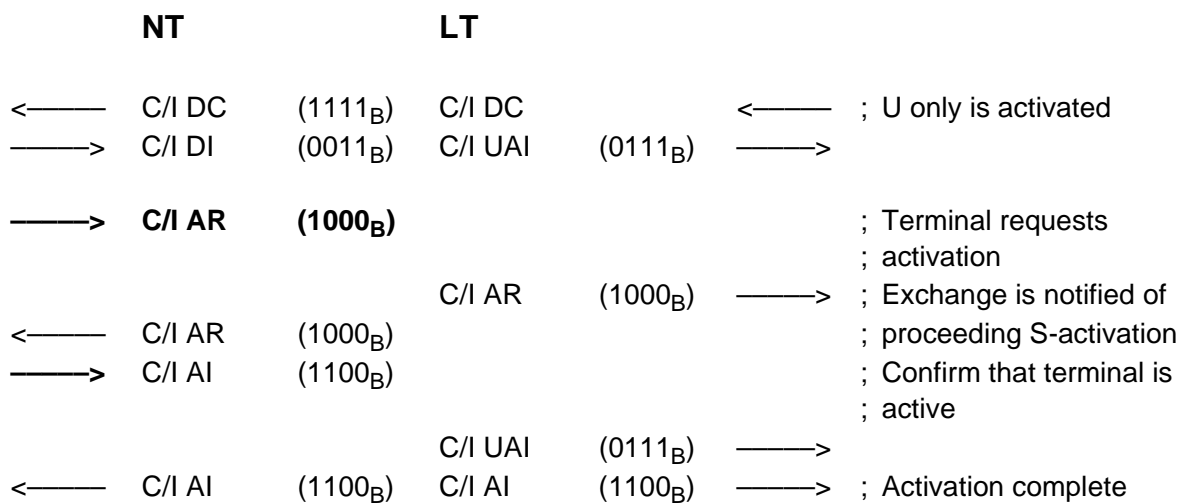 NT LT
<––––– C/I DC (1111B) C/I DC <––––– ; U only is activated
–––––> C/I DI (0011B) C/I UAI (0111B) –––––>
–––––> C/I AR (1000B) ; Terminal requests
; activation
C/I AR (1000B) –––––> ; Exchange is notified of
<––––– C/I AR (1000B) ; proceeding S-activation
–––––> C/I AI (1100B) ; Confirm that terminal is
; active
C/I UAI (0111B) –––––>
<––––– C/I AI (1100B) C/I AI (1100B) –––––> ; Activation complete